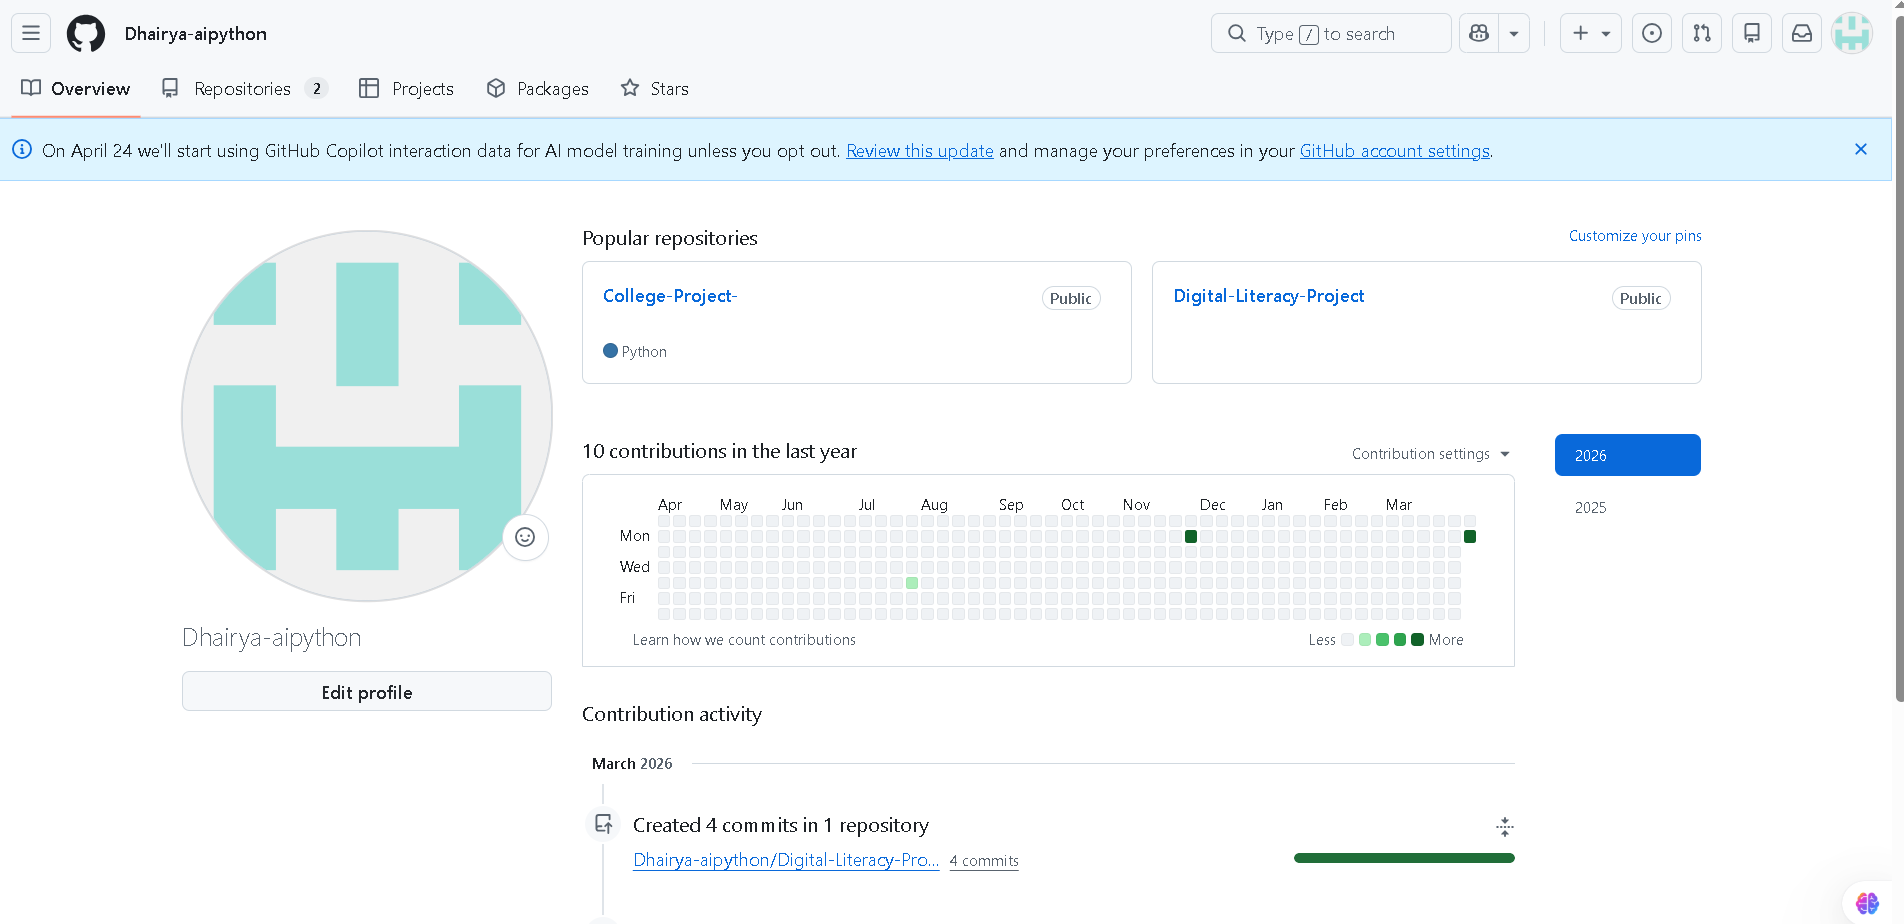 Dhairya-aipython
Type / to search
Overview
Repositories 2
Projects
Packages
Stars
On April 24 we'll start using GitHub Copilot interaction data for AI model training unless you opt out. Review this update and manage your preferences in your GitHub account settings.
Dhairya-aipython
Edit profile
Popular repositories
Customize your pins
College-Project-
Public
Python
Digital-Literacy-Project
Public
10 contributions in the last year
Contribution settings
2026
2025
Apr May Jun Jul Aug Sep Oct Nov Dec Jan Feb Mar
Mon
Wed
Fri
Learn how we count contributions
Less
More
Contribution activity
March 2026
Created 4 commits in 1 repository
Dhairya-aipython/Digital-Literacy-Pro... 4 commits